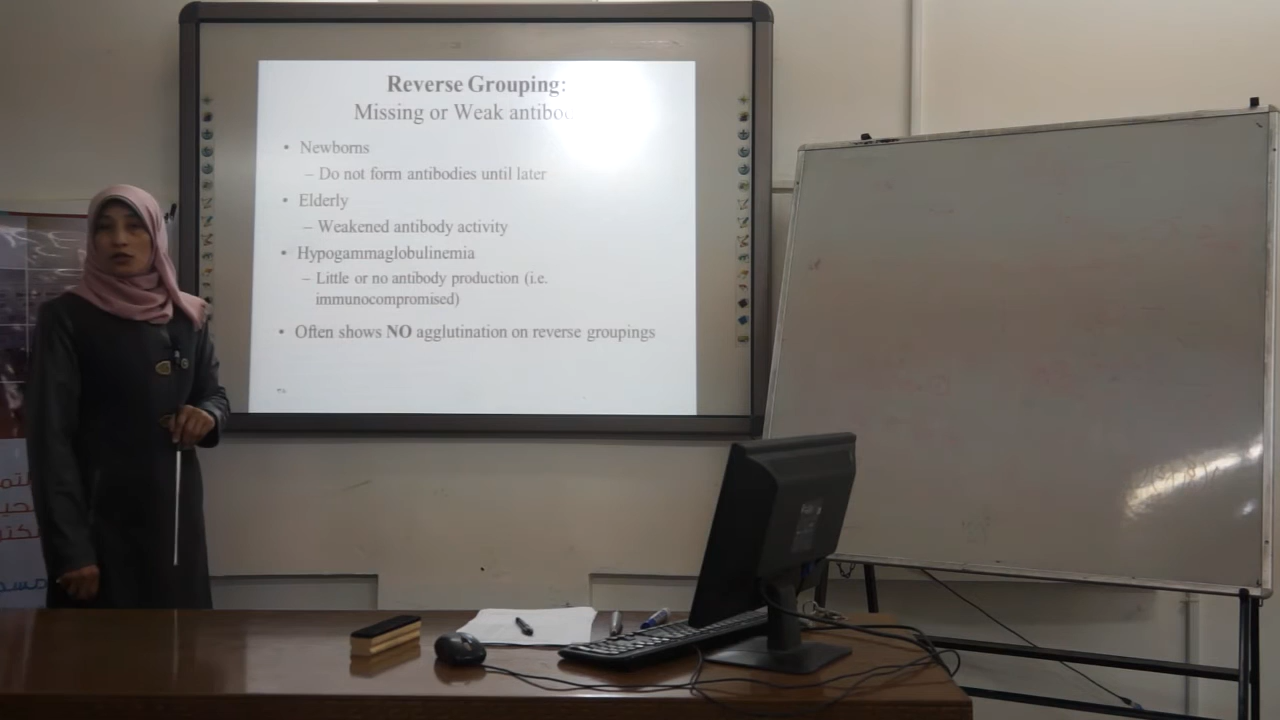 Reverse Grouping:
Missing or Weak antiboo
• Newborns
– Do not form antibodies until later
• Elderly
– Weakened antibody activity
• Hypogammaglobulinemia
– Little or no antibody production (i.e.
immunocompromised)
• Often shows NO agglutination on reverse groupings